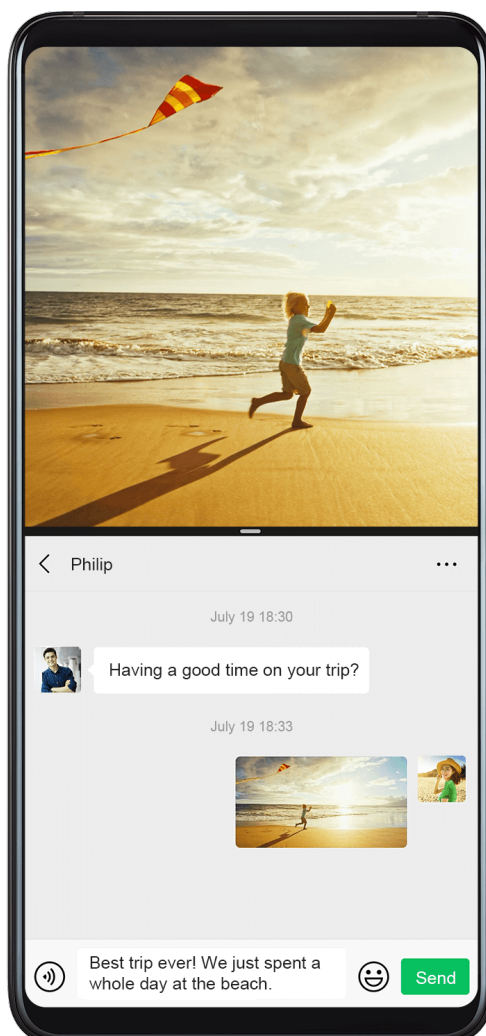 Philip
July 19 18:30
Having a good time on your trip?
July 19 18:33
Best trip ever! We just spent a
whole day at the beach.
Send